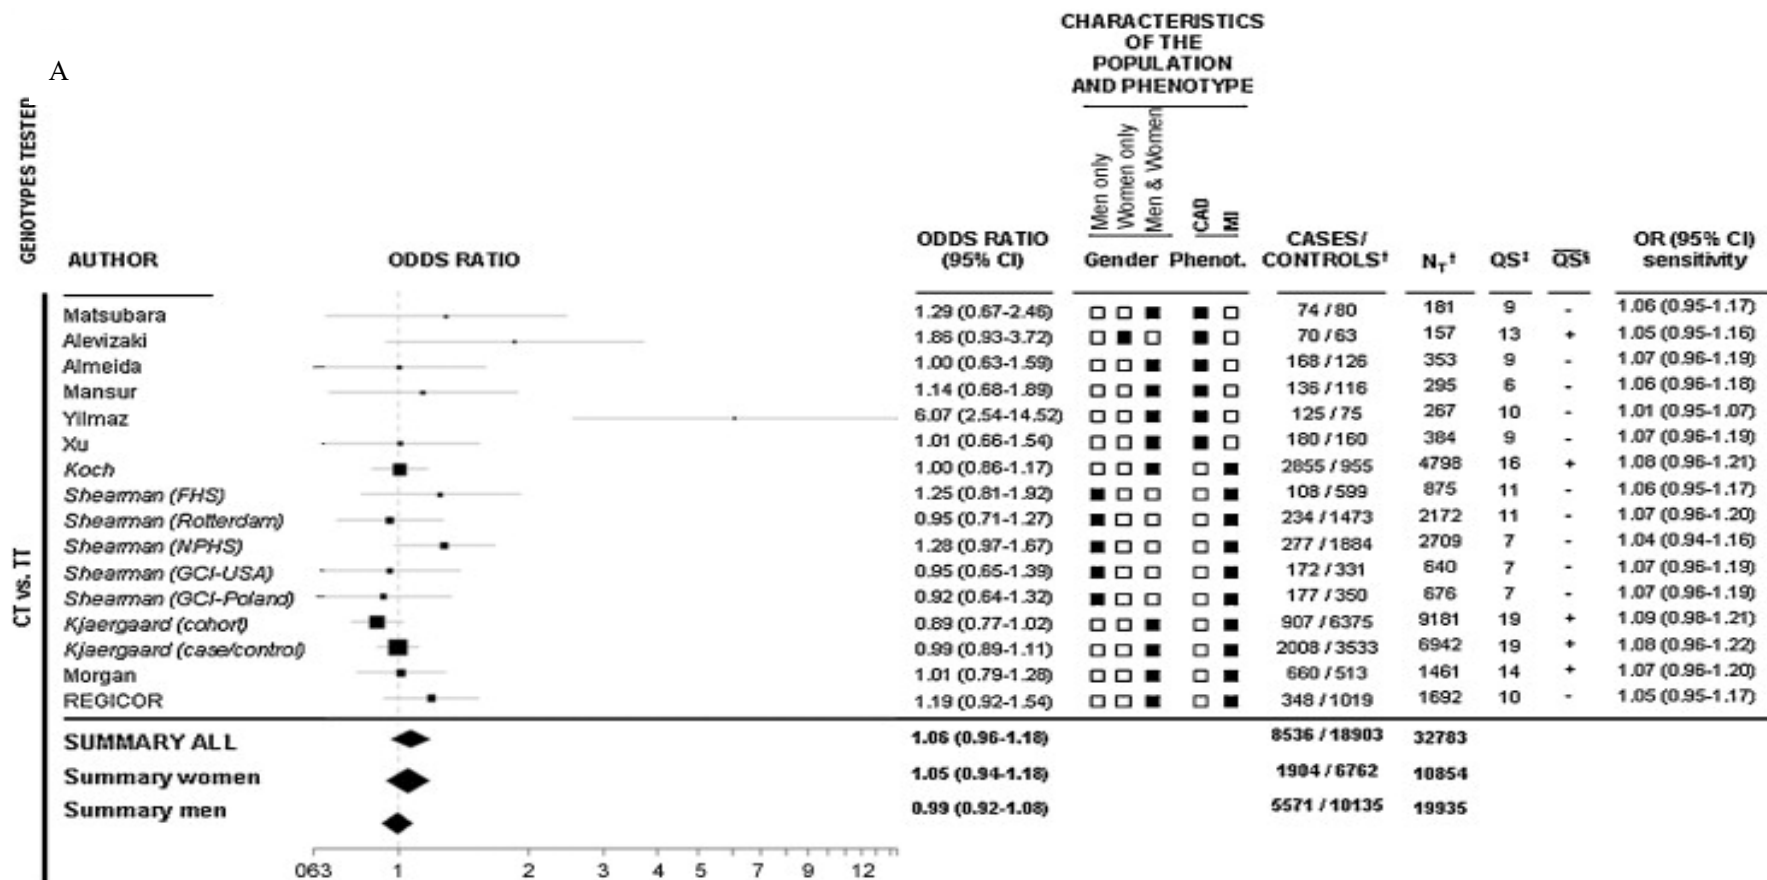 CHARACTERISTICS
OF THE
POPULATION
AND PHENOTYPE
A
GENOTYPES TESTED
Men only
Women only
Men & Women
CAD
MI
AUTHOR ODDS RATIO ODDS RATIO (95% CI) Gender Phenot. CASES/ CONTROLS† N_T‡ QS‡ QS§ OR (95% CI) sensitivity
Matsubara 1.29 (0.67-2.46) 74 / 80 181 9 - 1.06 (0.95-1.17)
Alevizaki 1.86 (0.93-3.72) 70 / 63 157 13 + 1.05 (0.95-1.16)
Almeida 1.00 (0.63-1.59) 168 / 126 353 9 - 1.07 (0.96-1.19)
Mansur 1.14 (0.68-1.89) 136 / 116 295 6 - 1.06 (0.96-1.18)
Yilmaz 6.07 (2.54-14.52) 125 / 75 267 10 - 1.01 (0.95-1.07)
Xu 1.01 (0.66-1.54) 180 / 160 384 9 - 1.07 (0.96-1.19)
Koch 1.00 (0.86-1.17) 2855 / 955 4798 16 + 1.08 (0.96-1.21)
Shearman (FHS) 1.25 (0.81-1.92) 108 / 599 875 11 - 1.06 (0.95-1.17)
Shearman (Rotterdam) 0.95 (0.71-1.27) 234 / 1473 2172 11 - 1.07 (0.96-1.20)
Shearman (NPHS) 1.28 (0.97-1.67) 277 / 1884 2709 7 - 1.04 (0.94-1.16)
Shearman (GCI-USA) 0.95 (0.65-1.39) 172 / 331 640 7 - 1.07 (0.96-1.19)
Shearman (GCI-Poland) 0.92 (0.64-1.32) 177 / 350 676 7 - 1.07 (0.96-1.19)
Kjaergaard (cohort) 0.89 (0.77-1.02) 907 / 6375 9181 19 + 1.09 (0.98-1.21)
Kjaergaard (case/control) 0.99 (0.89-1.11) 2008 / 3533 6942 19 + 1.08 (0.96-1.22)
Morgan 1.01 (0.79-1.28) 660 / 513 1461 14 + 1.07 (0.96-1.20)
REGICOR 1.19 (0.92-1.54) 348 / 1019 1692 10 - 1.05 (0.95-1.17)
CT vs. TT
SUMMARY ALL 1.06 (0.96-1.18) 8536 / 18903 32783
Summary women 1.05 (0.94-1.18) 1904 / 6762 10854
Summary men 0.99 (0.92-1.08) 5571 / 10135 19935
063 1 2 3 4 5 7 9 12